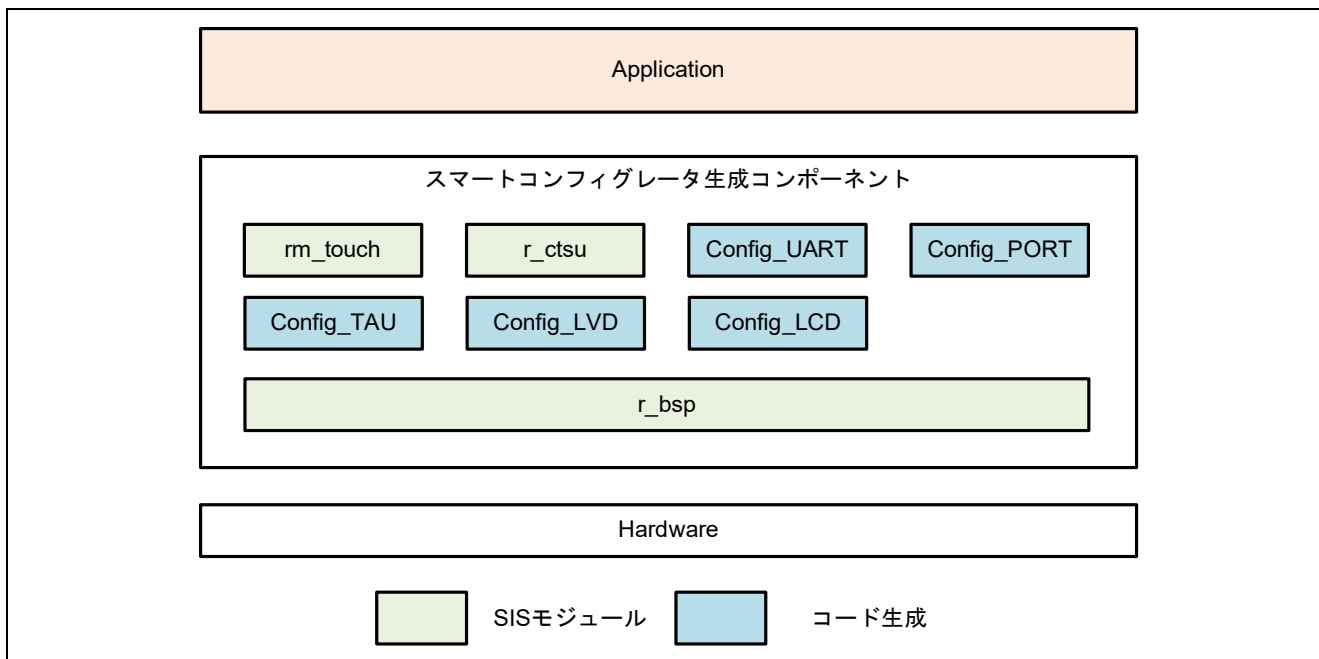 Application
スマートコンフィグレータ生成コンポーネント
rm_touch
r_ctsu
Config_UART
Config_PORT
Config_TAU
Config_LVD
Config_LCD
r_bsp
Hardware
SISモジュール
コード生成